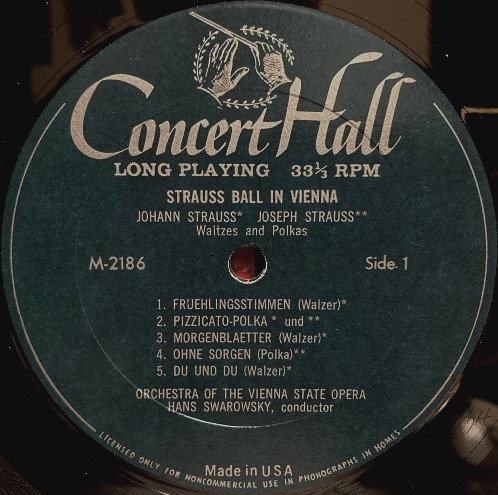 Concert Hall
LONG PLAYING 33⅓ RPM
STRAUSS BALL IN VIENNA
JOHANN STRAUSS* JOSEPH STRAUSS**
Waltzes and Polkas
M-2186 Side 1
1. FRUEHLINGSSTIMMEN (Walzer)*
2. PIZZICATO-POLKA * und **
3. MORGENBLAETTER (Walzer)*
4. OHNE SORGEN (Polka)**
5. DU UND DU (Walzer)*
ORCHESTRA OF THE VIENNA STATE OPERA
HANS SWAROWSKY, conductor
LICENSED ONLY FOR NONCOMMERCIAL USE IN PHONOGRAPHS IN HOMES
Made in USA